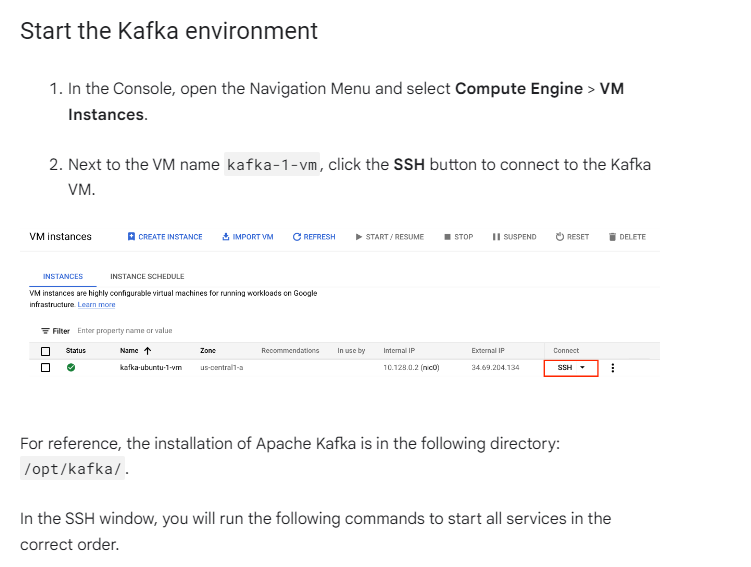 Start the Kafka environment
1. In the Console, open the Navigation Menu and select Compute Engine > VM
Instances.
2. Next to the VM name kafka-1-vm, click the SSH button to connect to the Kafka
VM.
VM instances CREATE INSTANCE IMPORT VM REFRESH START / RESUME STOP SUSPEND RESET DELETE
INSTANCES INSTANCE SCHEDULE
VM instances are highly configurable virtual machines for running workloads on Google
infrastructure. Learn more
Filter Enter property name or value
Status Name Zone Recommendations In use by Internal IP External IP Connect
kafka-ubuntu-1-vm us-central1-a 10.128.0.2 (nic0) 34.69.204.134 SSH
For reference, the installation of Apache Kafka is in the following directory:
/opt/kafka/.
In the SSH window, you will run the following commands to start all services in the
correct order.